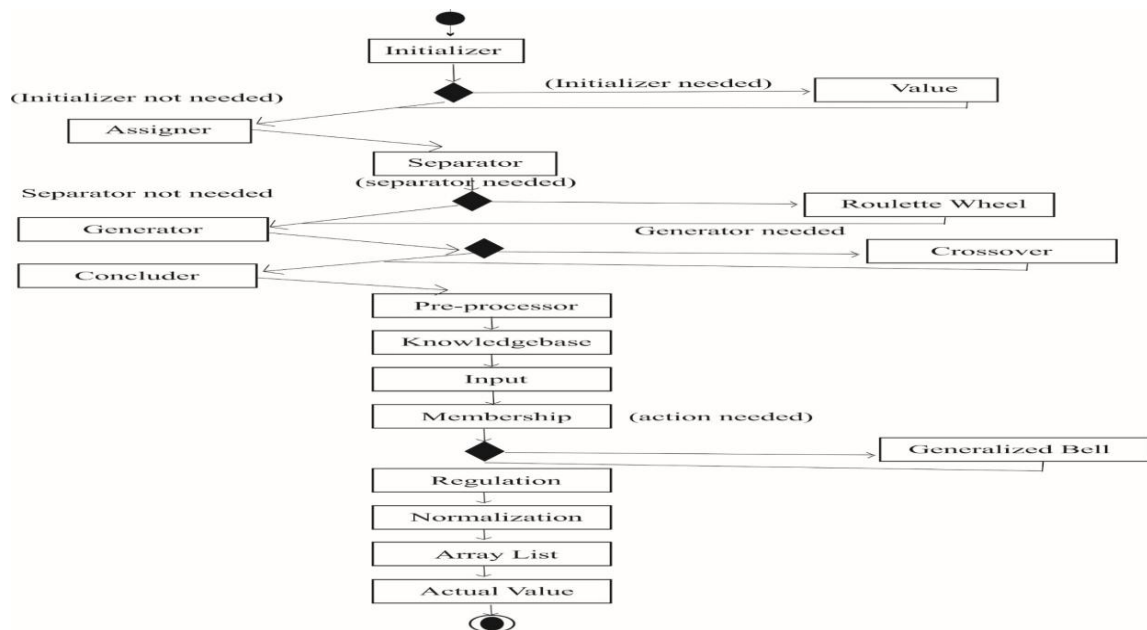 Initializer
(Initializer needed)
Value
(Initializer not needed)
Assigner
Separator
(separator needed)
Separator not needed
Roulette Wheel
Generator
Generator needed
Crossover
Concluder
Pre-processor
Knowledgebase
Input
Membership
(action needed)
Generalized Bell
Regulation
Normalization
Array List
Actual Value